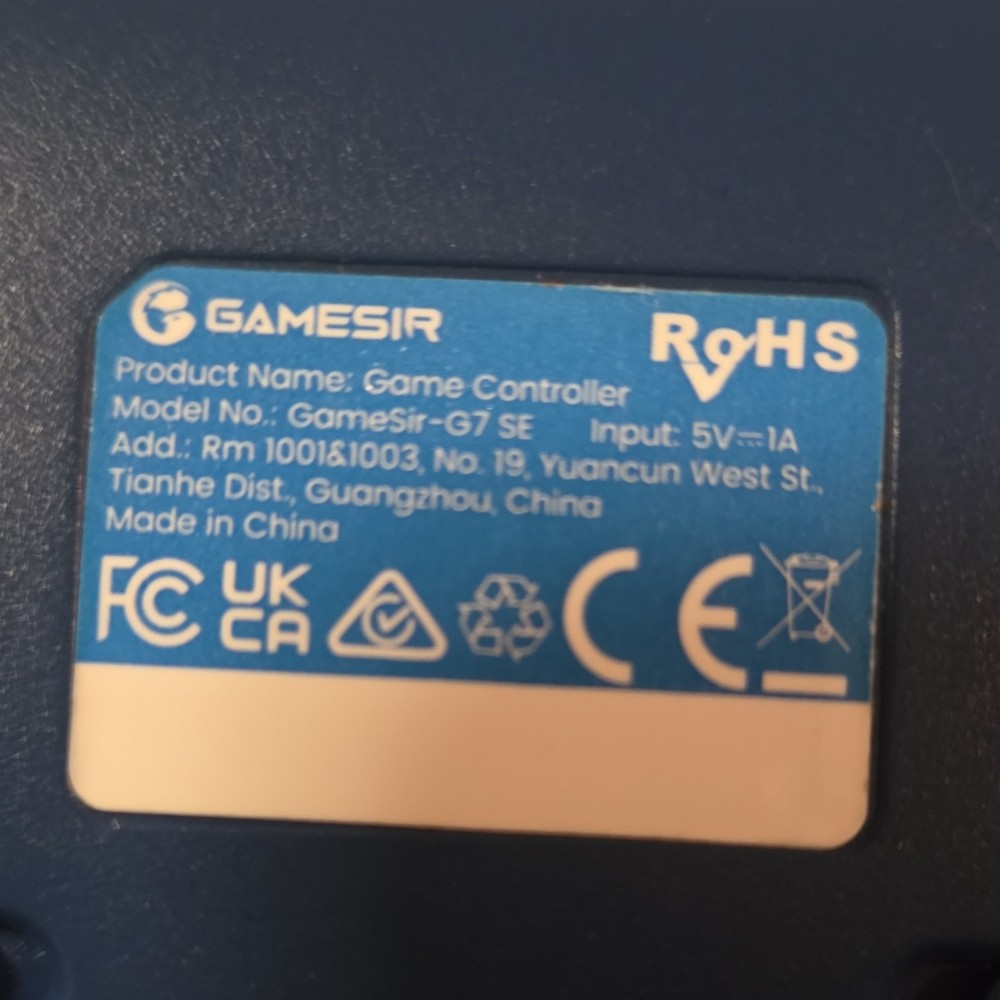 GAMESIR
RoHS
Product Name: Game Controller
Model No.: GameSir-G7 SE Input: 5V⎓1A
Add.: Rm 1001&1003, No. 19, Yuancun West St.,
Tianhe Dist., Guangzhou, China
Made in China
FC UK CA CE